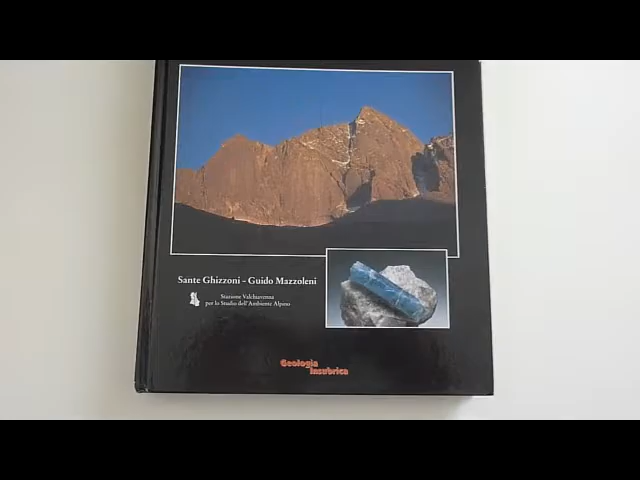 Sante Ghizzoni - Guido Mazzoleni
Stazione Valchiavenna
per lo Studio dell'Ambiente Alpino
Geologia
Insubrica